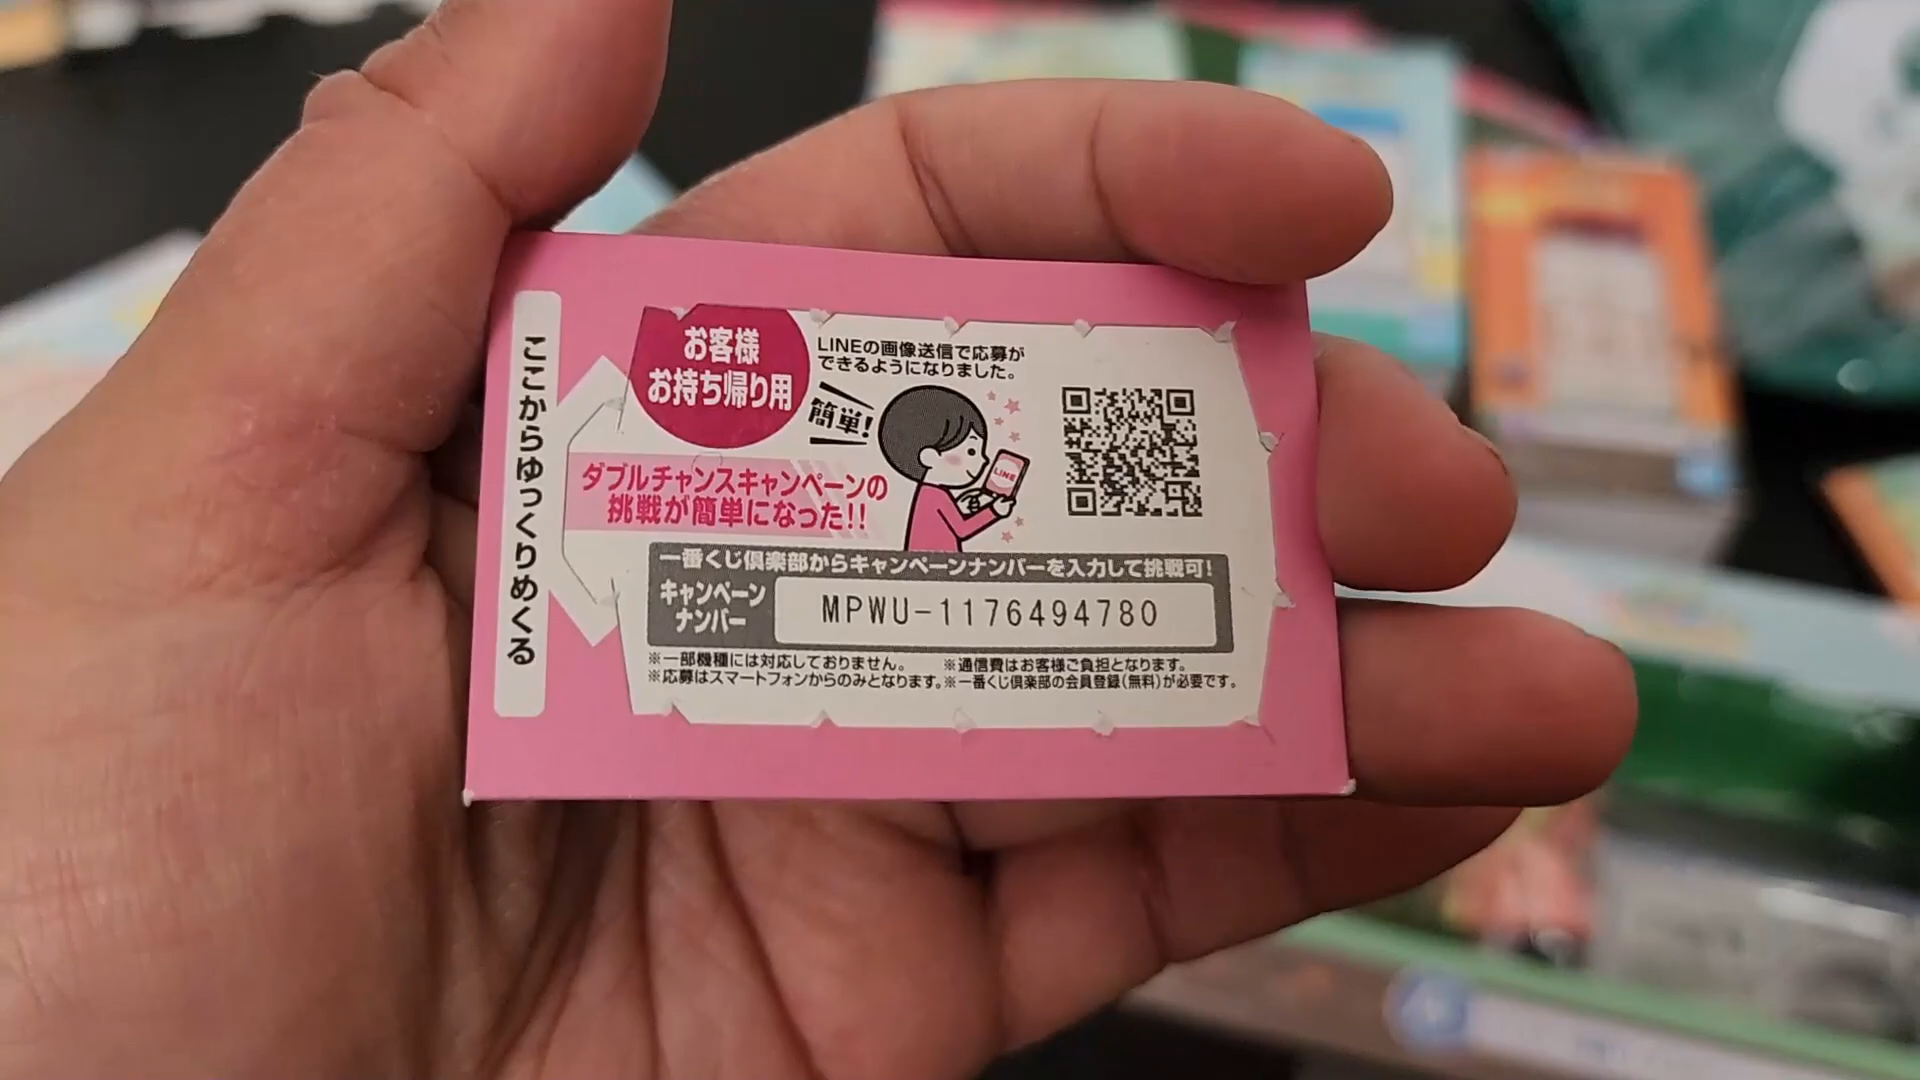 ここからゆっくりめくる
お客様
お持ち帰り用
LINEの画像送信で応募が
できるようになりました。
簡単!
LINE
ダブルチャンスキャンペーンの
挑戦が簡単になった!!
一番くじ倶楽部からキャンペーンナンバーを入力して挑戦可!
キャンペーン
ナンバー
MPWU-1176494780
※一部機種には対応しておりません。 ※通信費はお客様ご負担となります。
※応募はスマートフォンからのみとなります。※一番くじ倶楽部の会員登録(無料)が必要です。